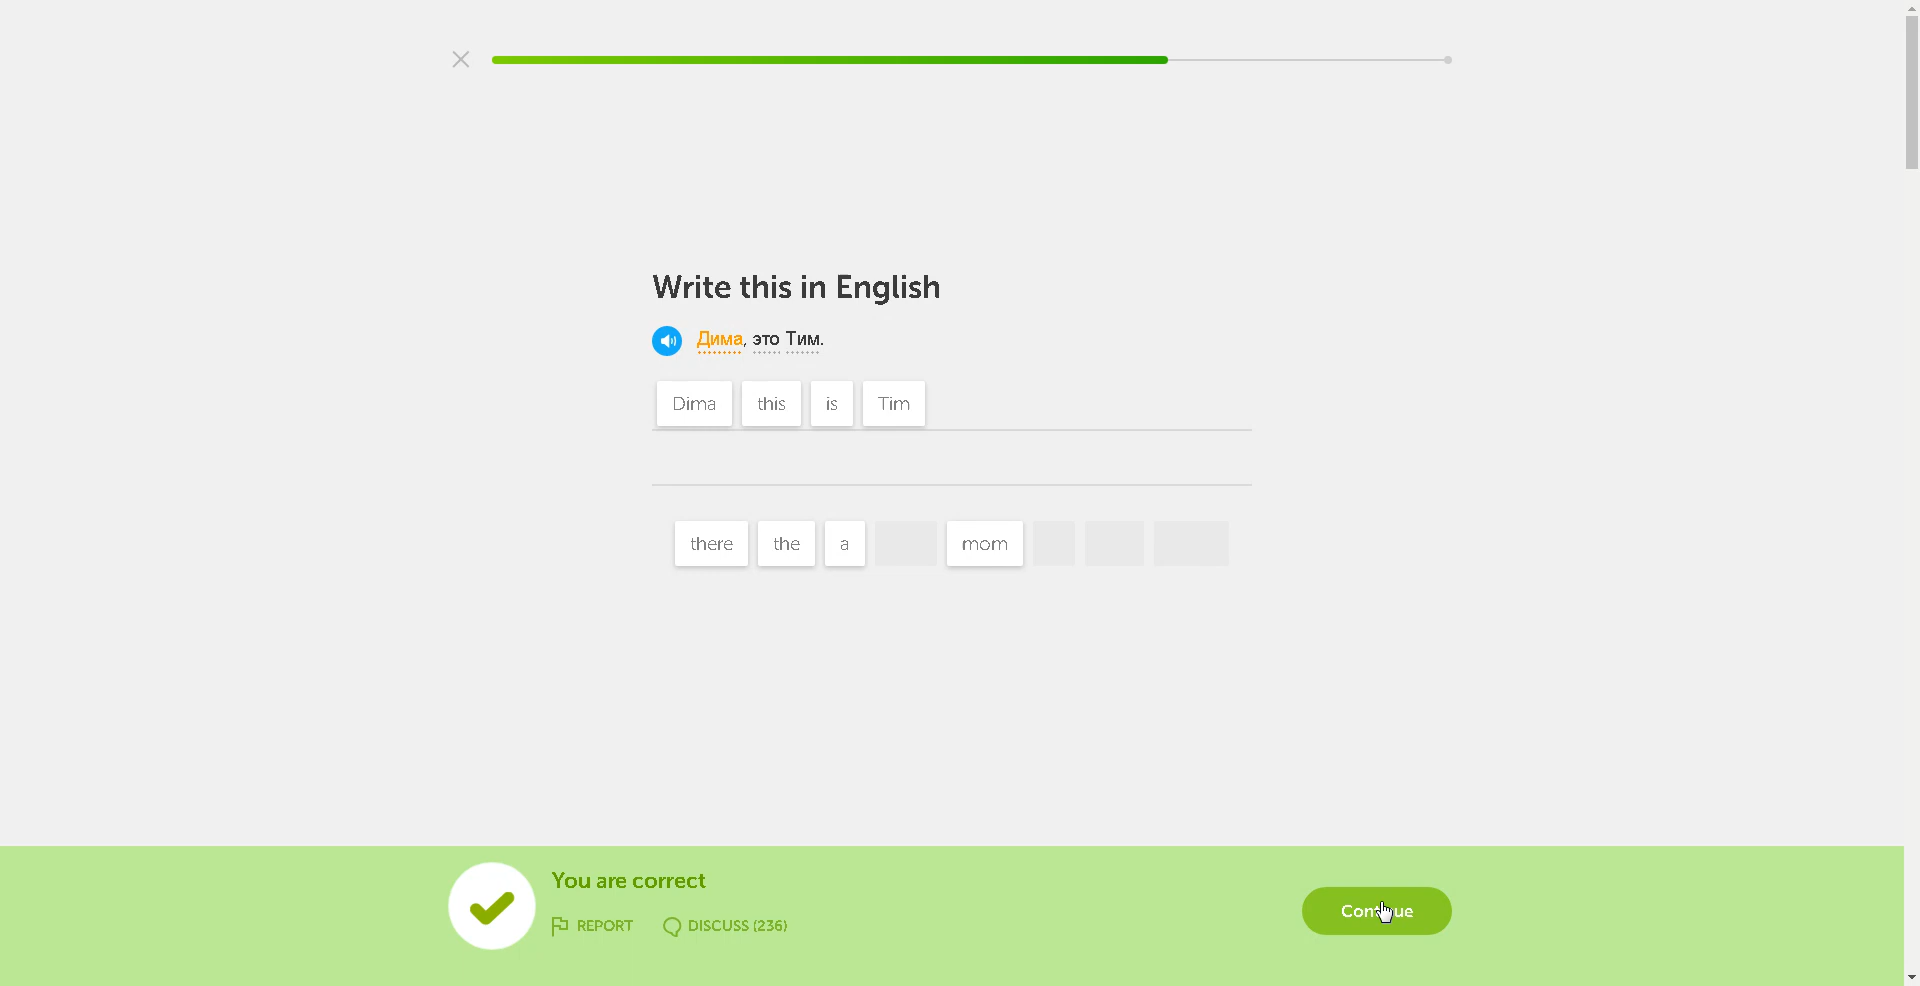 Write this in English
Дима, это Тим.
Dima this is Tim
there the a mom
You are correct
REPORT DISCUSS (236)
Continue